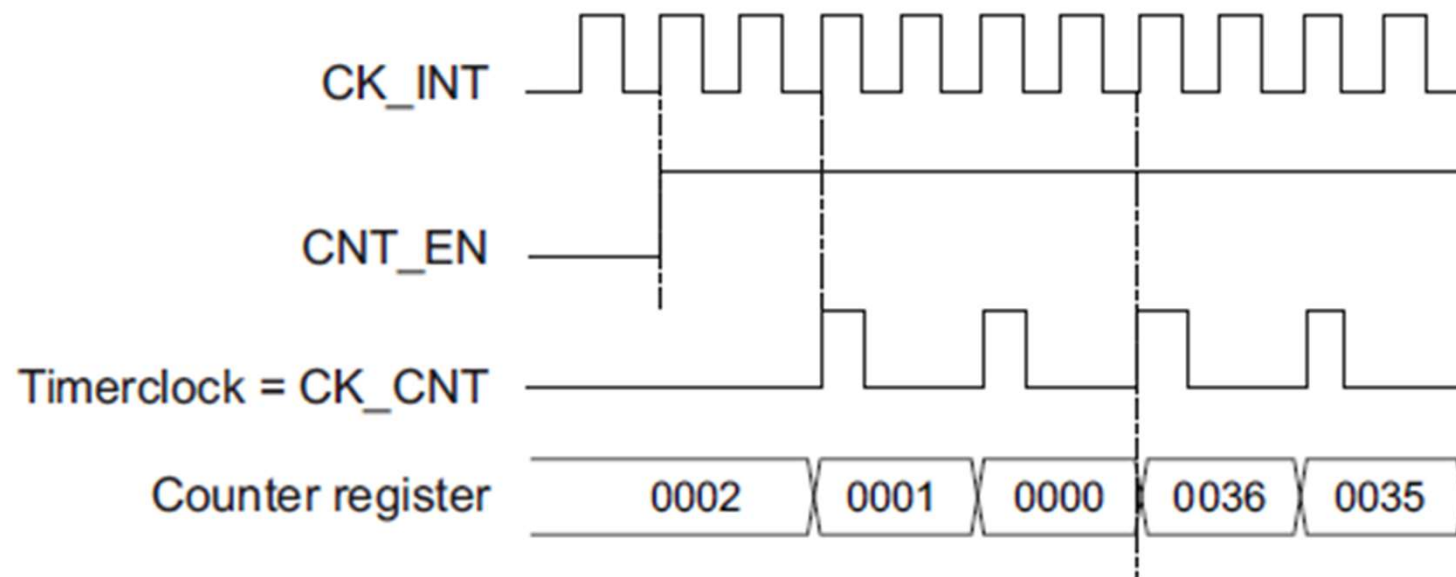 CK_INT
CNT_EN
Timerclock = CK_CNT
Counter register 0002 0001 0000 0036 0035